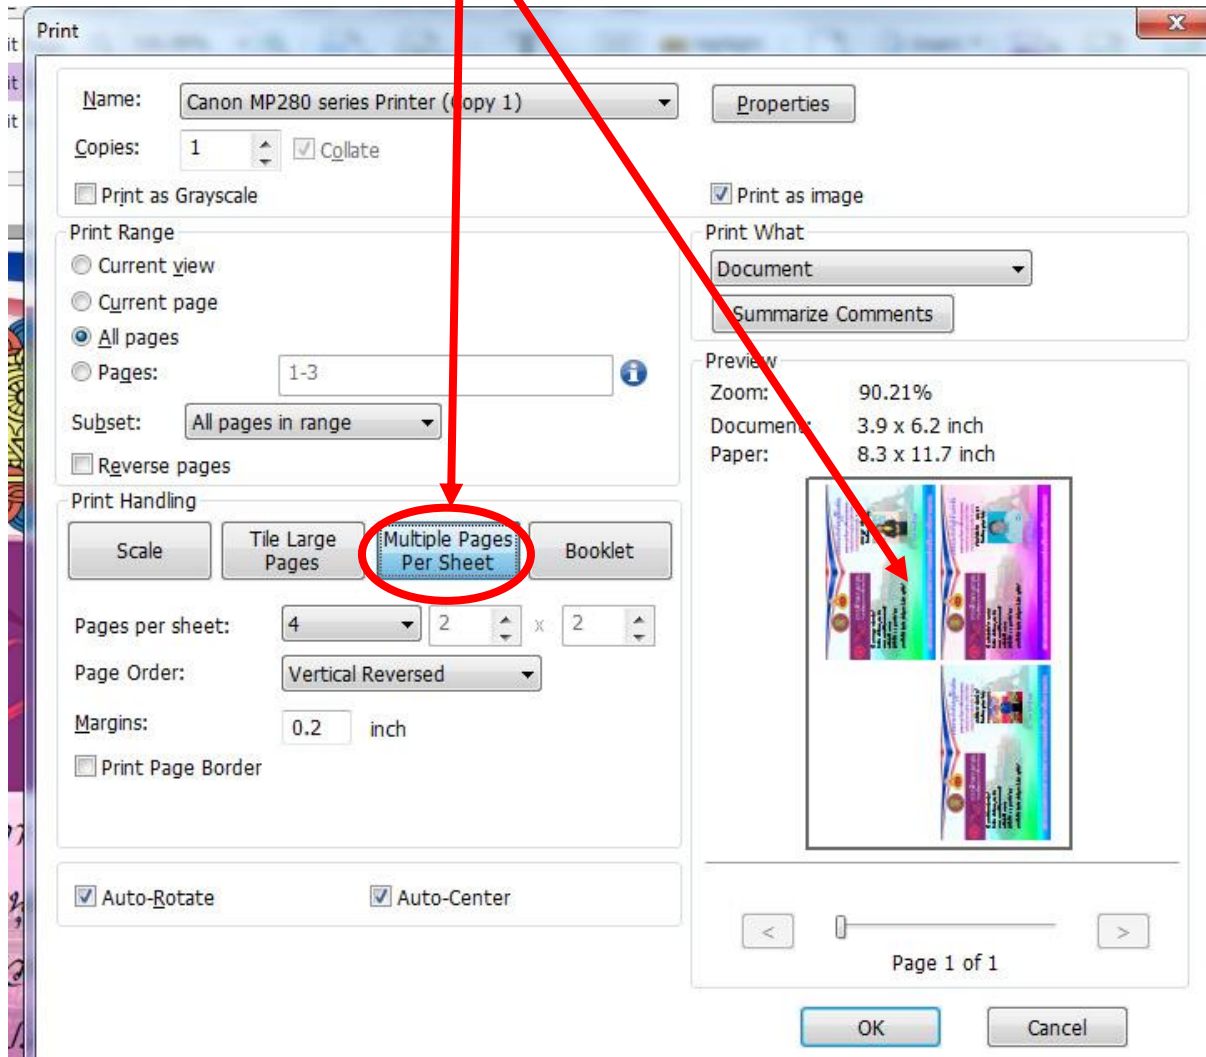 Print
Name: Canon MP280 series Printer (Copy 1) Properties
Copies: 1 Collate
Print as Grayscale Print as image
Print Range
Current view
Current page
All pages
Pages: 1-3
Subset: All pages in range
Reverse pages
Print What
Document
Summarize Comments
Preview
Zoom: 90.21%
Document: 3.9 x 6.2 inch
Paper: 8.3 x 11.7 inch
Print Handling
Scale
Tile Large
Pages
Multiple Pages
Per Sheet
Booklet
Pages per sheet: 4 2 x 2
Page Order: Vertical Reversed
Margins: 0.2 inch
Print Page Border
Auto-Rotate Auto-Center
< >
Page 1 of 1
OK Cancel